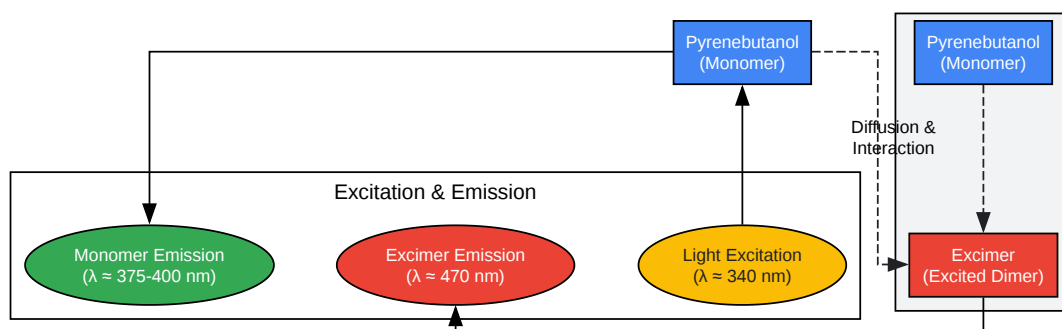 Pyrenebutanol
(Monomer)
Pyrenebutanol
(Monomer)
Diffusion &
Interaction
Excitation & Emission
Monomer Emission
(λ ≈ 375-400 nm)
Excimer Emission
(λ ≈ 470 nm)
Light Excitation
(λ ≈ 340 nm)
Excimer
(Excited Dimer)